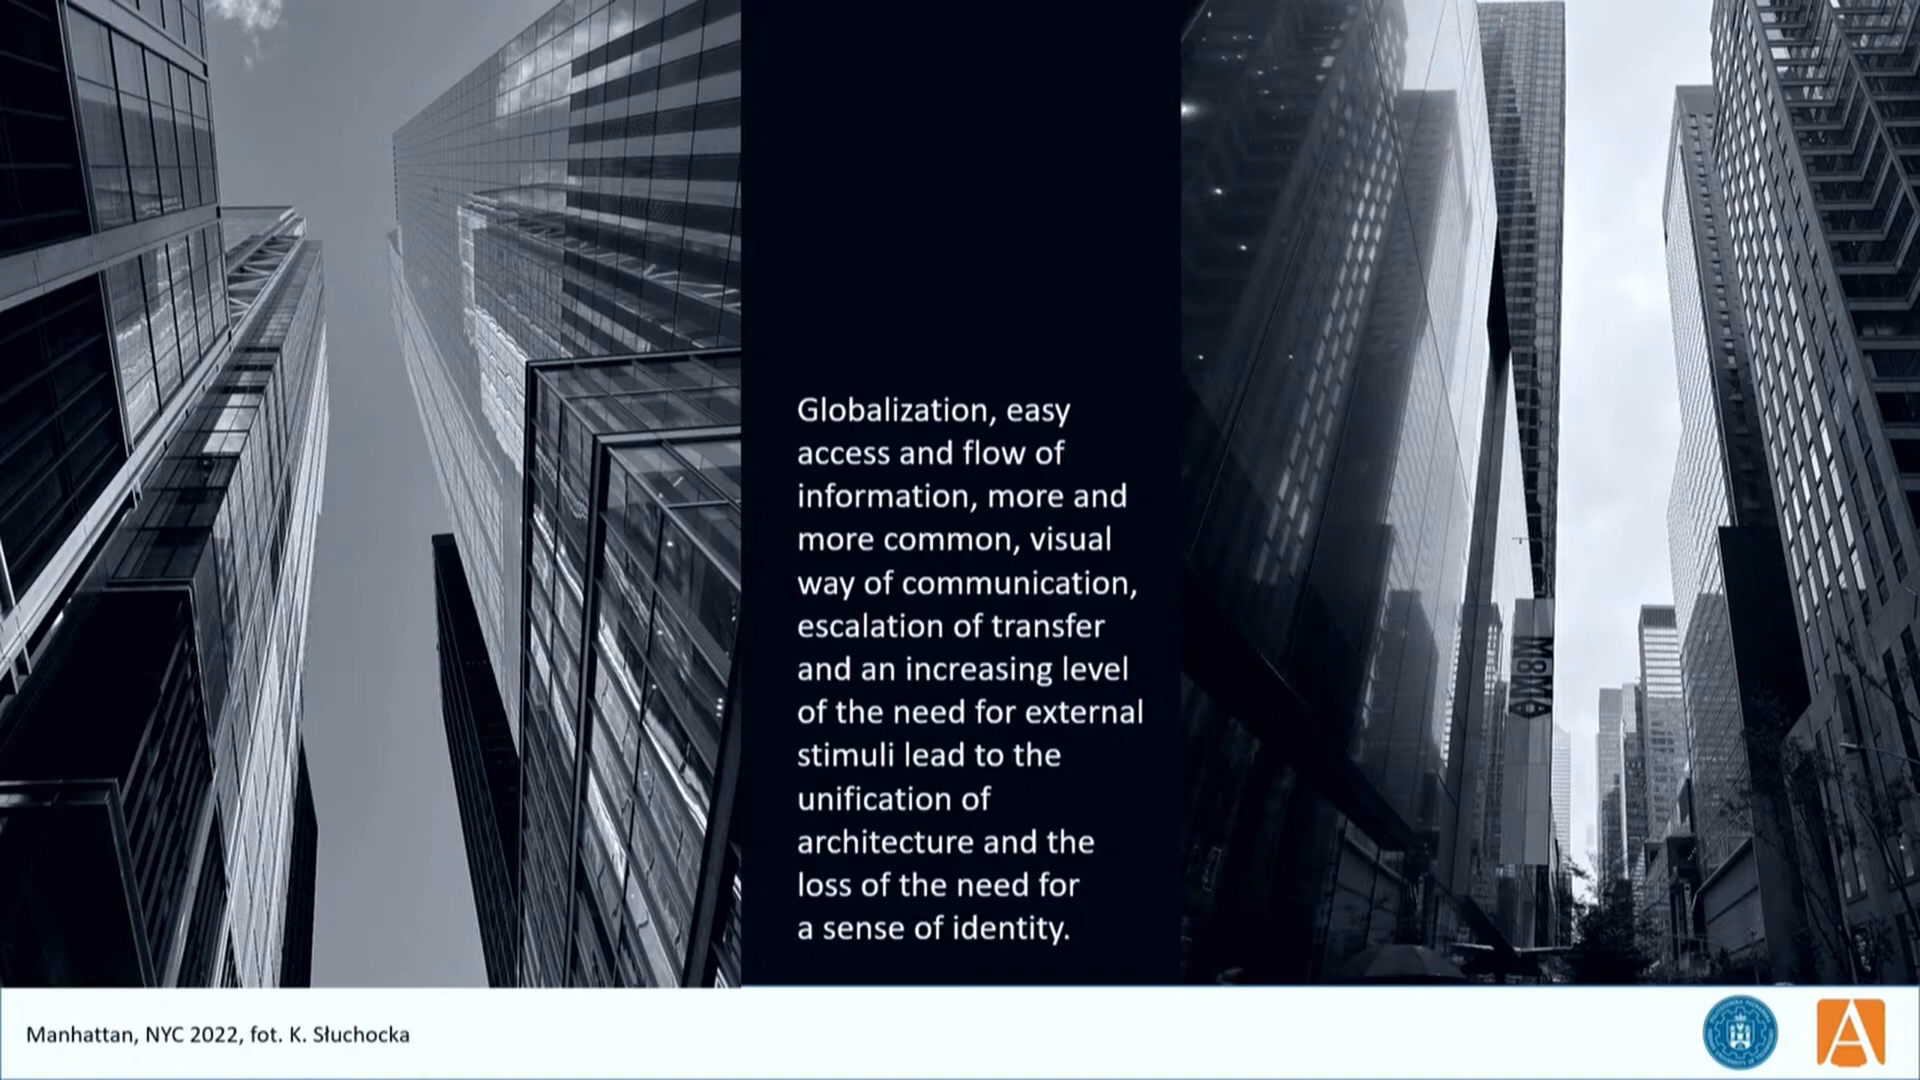 Globalization, easy
access and flow of
information, more and
more common, visual
way of communication,
escalation of transfer
and an increasing level
of the need for external
stimuli lead to the
unification of
architecture and the
loss of the need for
a sense of identity.
M&XA
Manhattan, NYC 2022, fot. K. Słuchocka
A